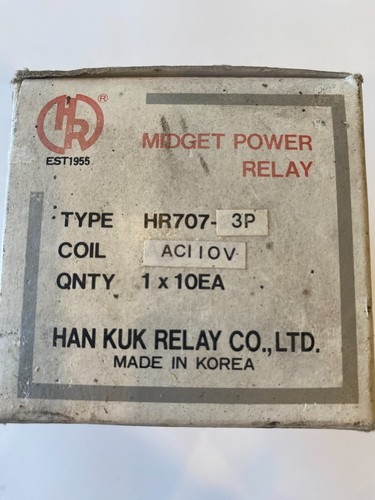 HR ®
EST1955
MIDGET POWER
RELAY
TYPE HR707-3P
COIL AC110V
QNTY 1 x 10EA
HAN KUK RELAY CO.,LTD.
MADE IN KOREA